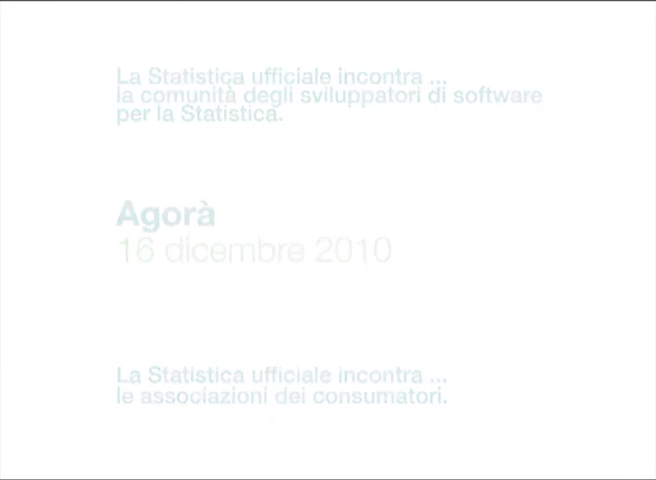 La Statistica ufficiale incontra ...
la comunità degli sviluppatori di software
per la Statistica.
Agorà
16 dicembre 2010
La Statistica ufficiale incontra ...
le associazioni dei consumatori.